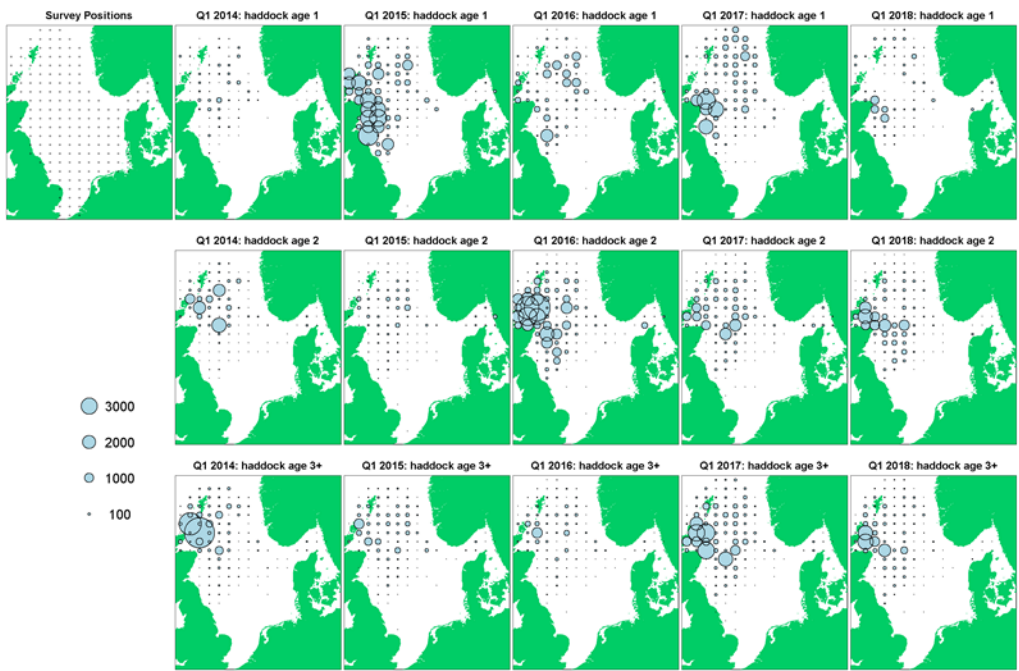 Survey Positions
Q1 2014: haddock age 1
Q1 2015: haddock age 1
Q1 2016: haddock age 1
Q1 2017: haddock age 1
Q1 2018: haddock age 1
Q1 2014: haddock age 2
Q1 2015: haddock age 2
Q1 2016: haddock age 2
Q1 2017: haddock age 2
Q1 2018: haddock age 2
3000
2000
1000
100
Q1 2014: haddock age 3+
Q1 2015: haddock age 3+
Q1 2016: haddock age 3+
Q1 2017: haddock age 3+
Q1 2018: haddock age 3+